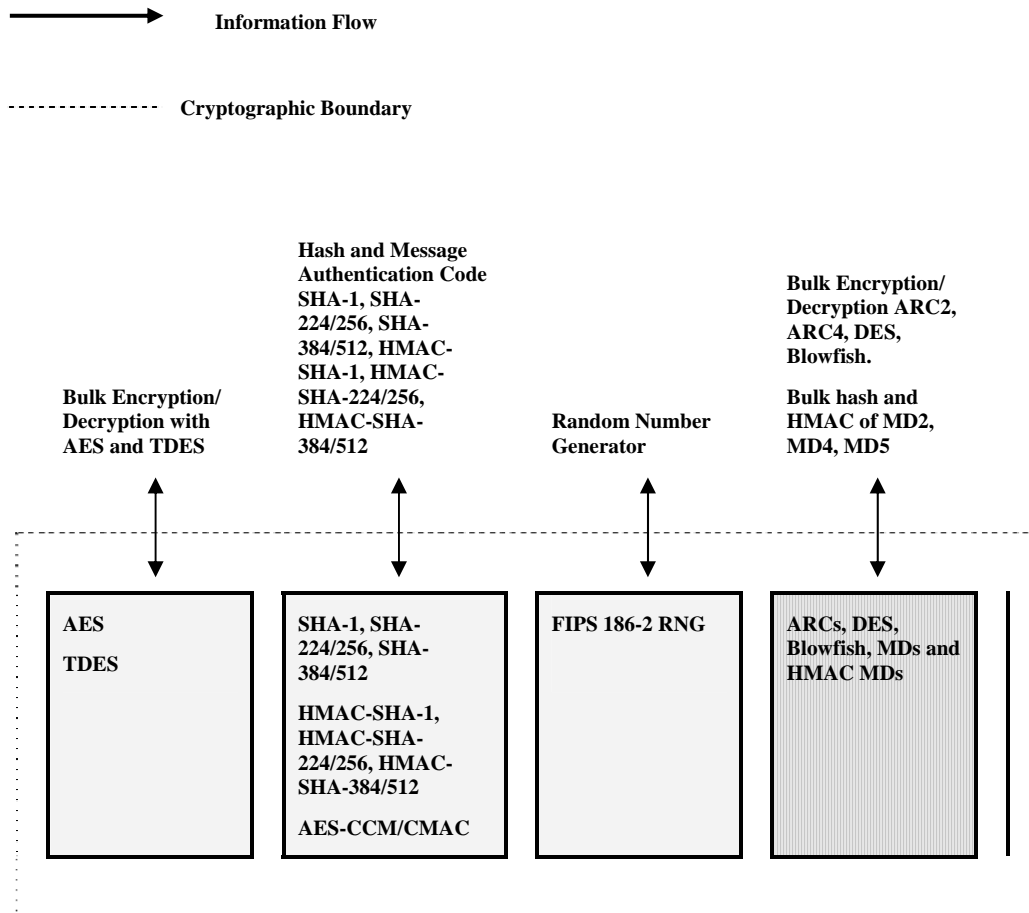 Information Flow
Cryptographic Boundary
Bulk Encryption/
Decryption with
AES and TDES
Hash and Message
Authentication Code
SHA-1, SHA-
224/256, SHA-
384/512, HMAC-
SHA-1, HMAC-
SHA-224/256,
HMAC-SHA-
384/512
Random Number
Generator
Bulk Encryption/
Decryption ARC2,
ARC4, DES,
Blowfish.
Bulk hash and
HMAC of MD2,
MD4, MD5
AES
TDES
SHA-1, SHA-
224/256, SHA-
384/512
HMAC-SHA-1,
HMAC-SHA-
224/256, HMAC-
SHA-384/512
AES-CCM/CMAC
FIPS 186-2 RNG
ARCs, DES,
Blowfish, MDs and
HMAC MDs